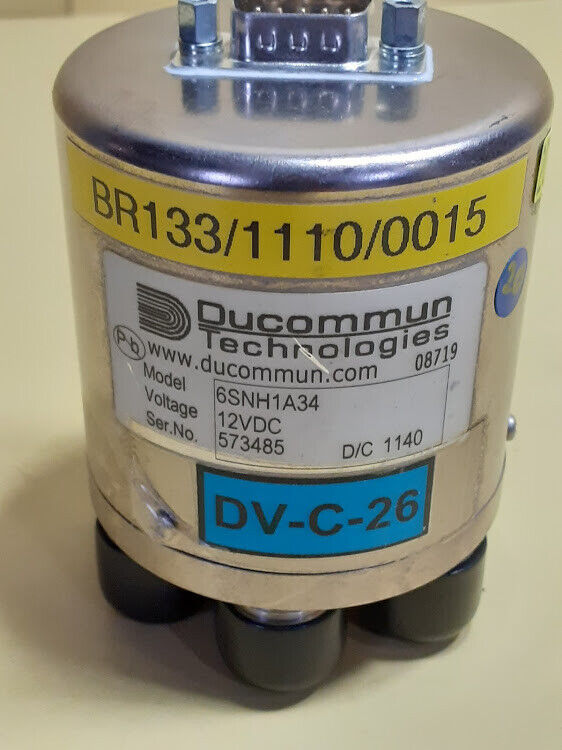 BR133/1110/0015
Ducommun
Technologies
Pb www.ducommun.com 08719
Model 6SNH1A34
Voltage 12VDC
Ser.No. 573485 D/C 1140
DV-C-26